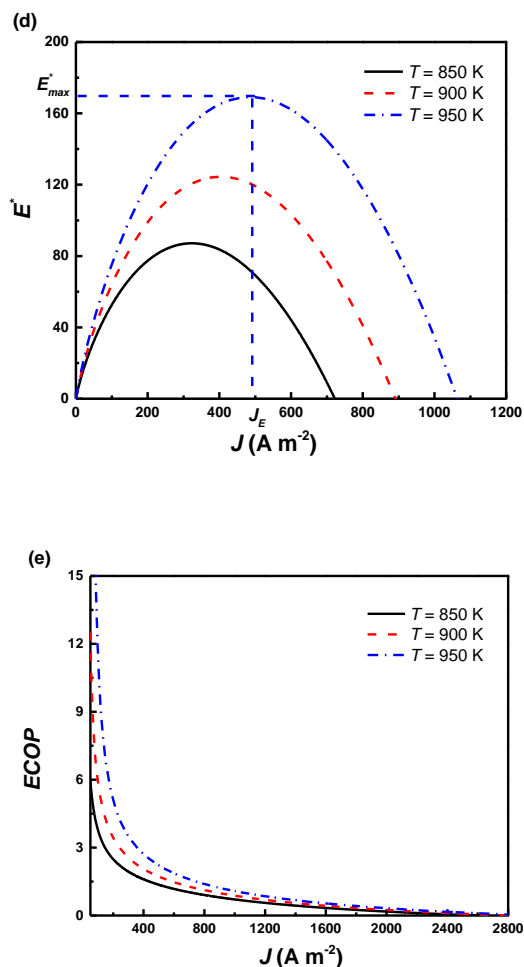 (d)
200
160
120
80
40
0
E*max
E*
T = 850 K
T = 900 K
T = 950 K
0 200 400 600 800 1000 1200
J_E
J (A m⁻²)
(e)
15
12
9
6
3
0
ECOP
T = 850 K
T = 900 K
T = 950 K
400 800 1200 1600 2000 2400 2800
J (A m⁻²)